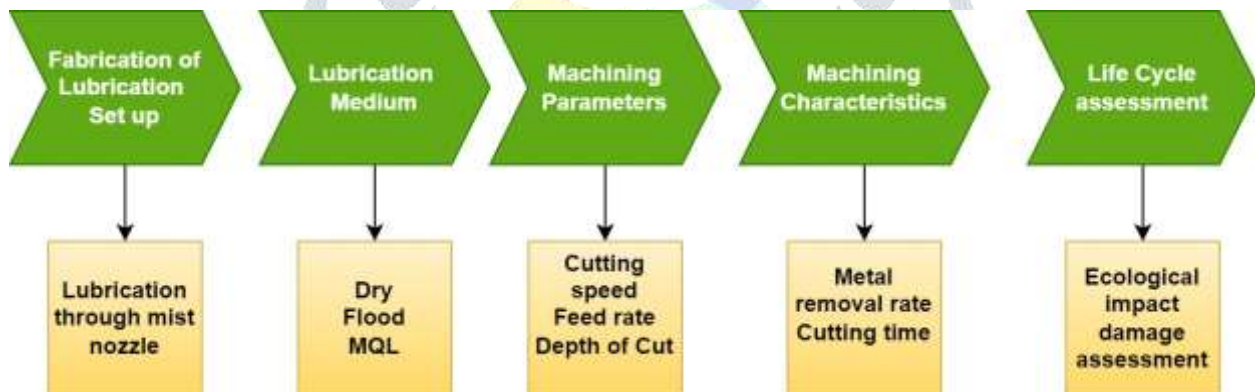 Fabrication of
Lubrication
Set up
Lubrication
Medium
Machining
Parameters
Machining
Characteristics
Life Cycle
assessment
Lubrication
through mist
nozzle
Dry
Flood
MQL
Cutting
speed
Feed rate
Depth of Cut
Metal
removal rate
Cutting time
Ecological
impact
damage
assessment